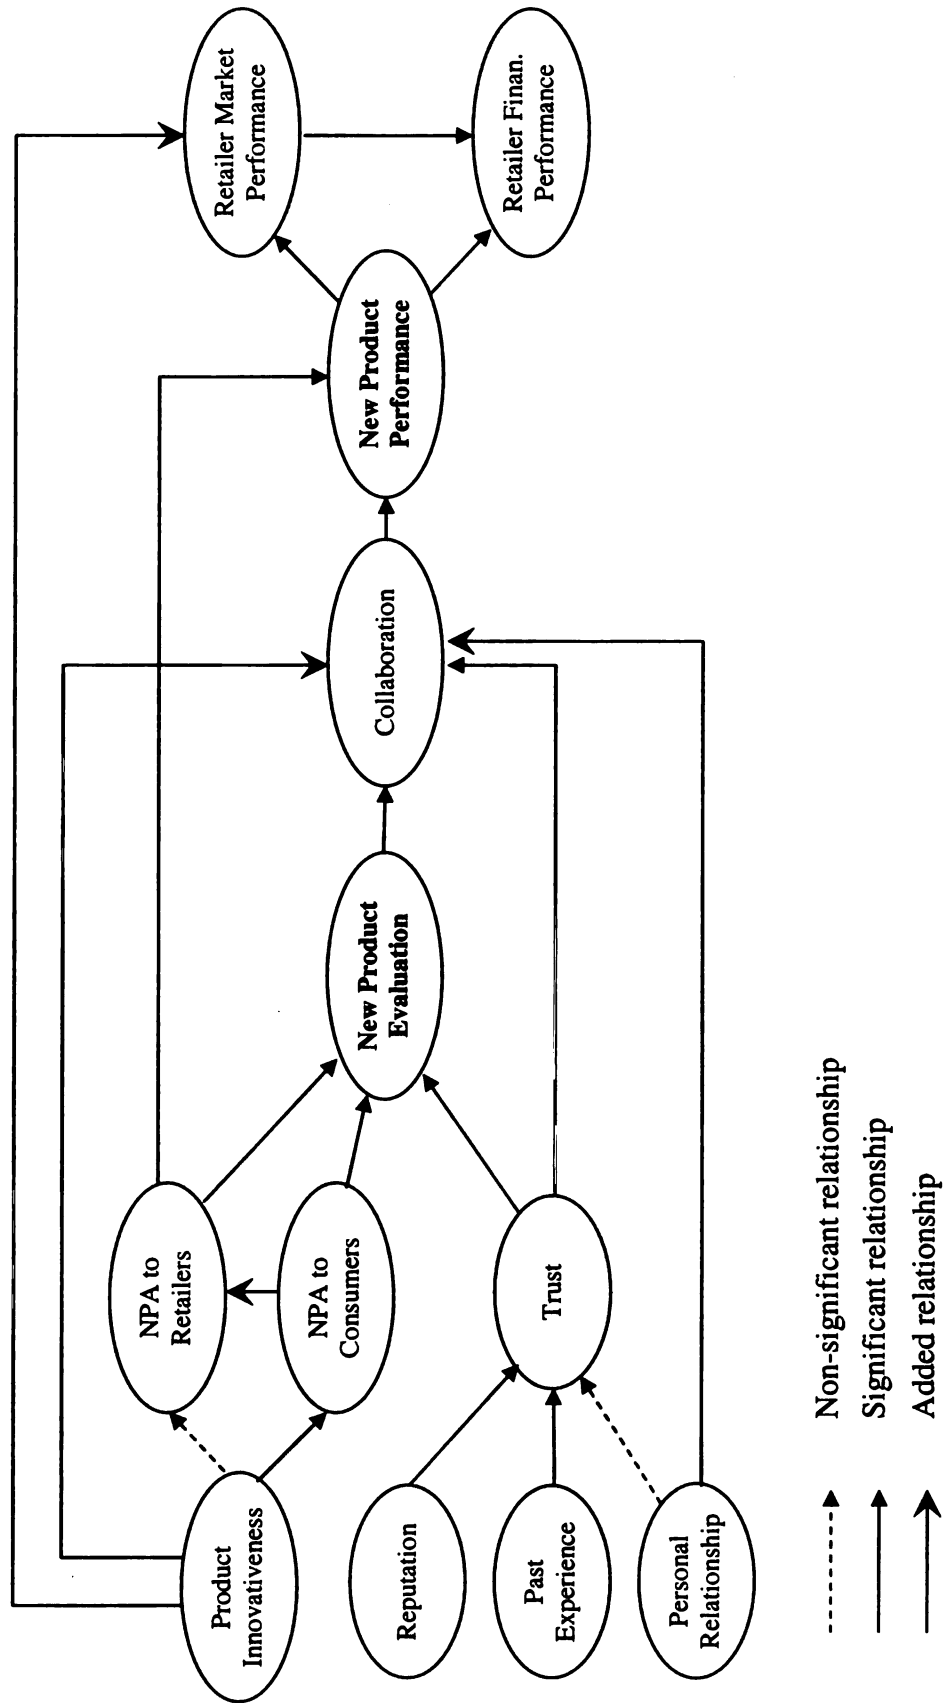 Product
Innovativeness
Reputation
Past
Experience
Personal
Relationship
NPA to
Retailers
NPA to
Consumers
Trust
New Product
Evaluation
Collaboration
New Product
Performance
Retailer Market
Performance
Retailer Finan.
Performance
Non-significant relationship
Significant relationship
Added relationship